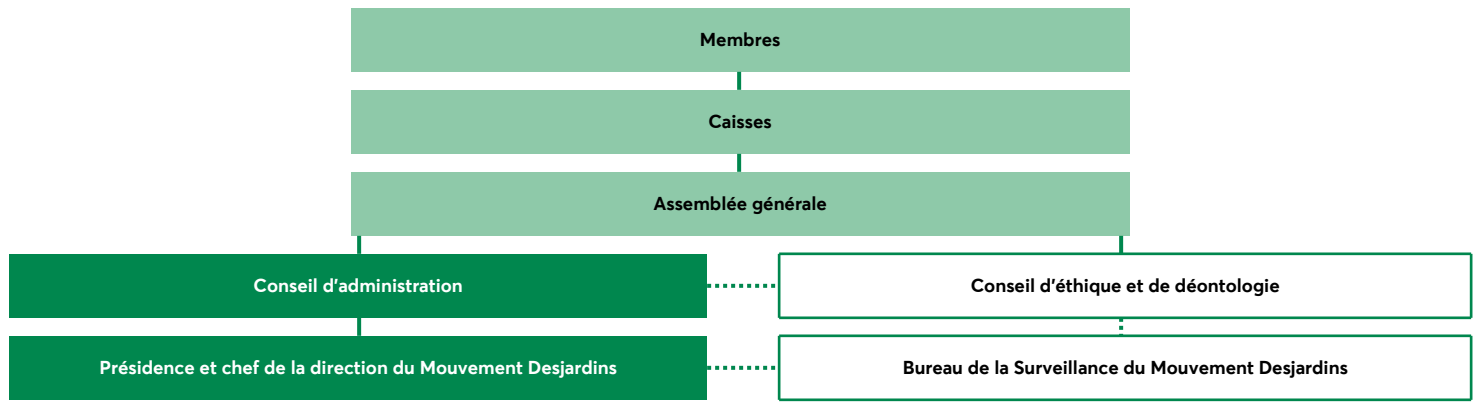 Membres
Caisses
Assemblée générale
Conseil d'administration
Conseil d'éthique et de déontologie
Présidence et chef de la direction du Mouvement Desjardins
Bureau de la Surveillance du Mouvement Desjardins